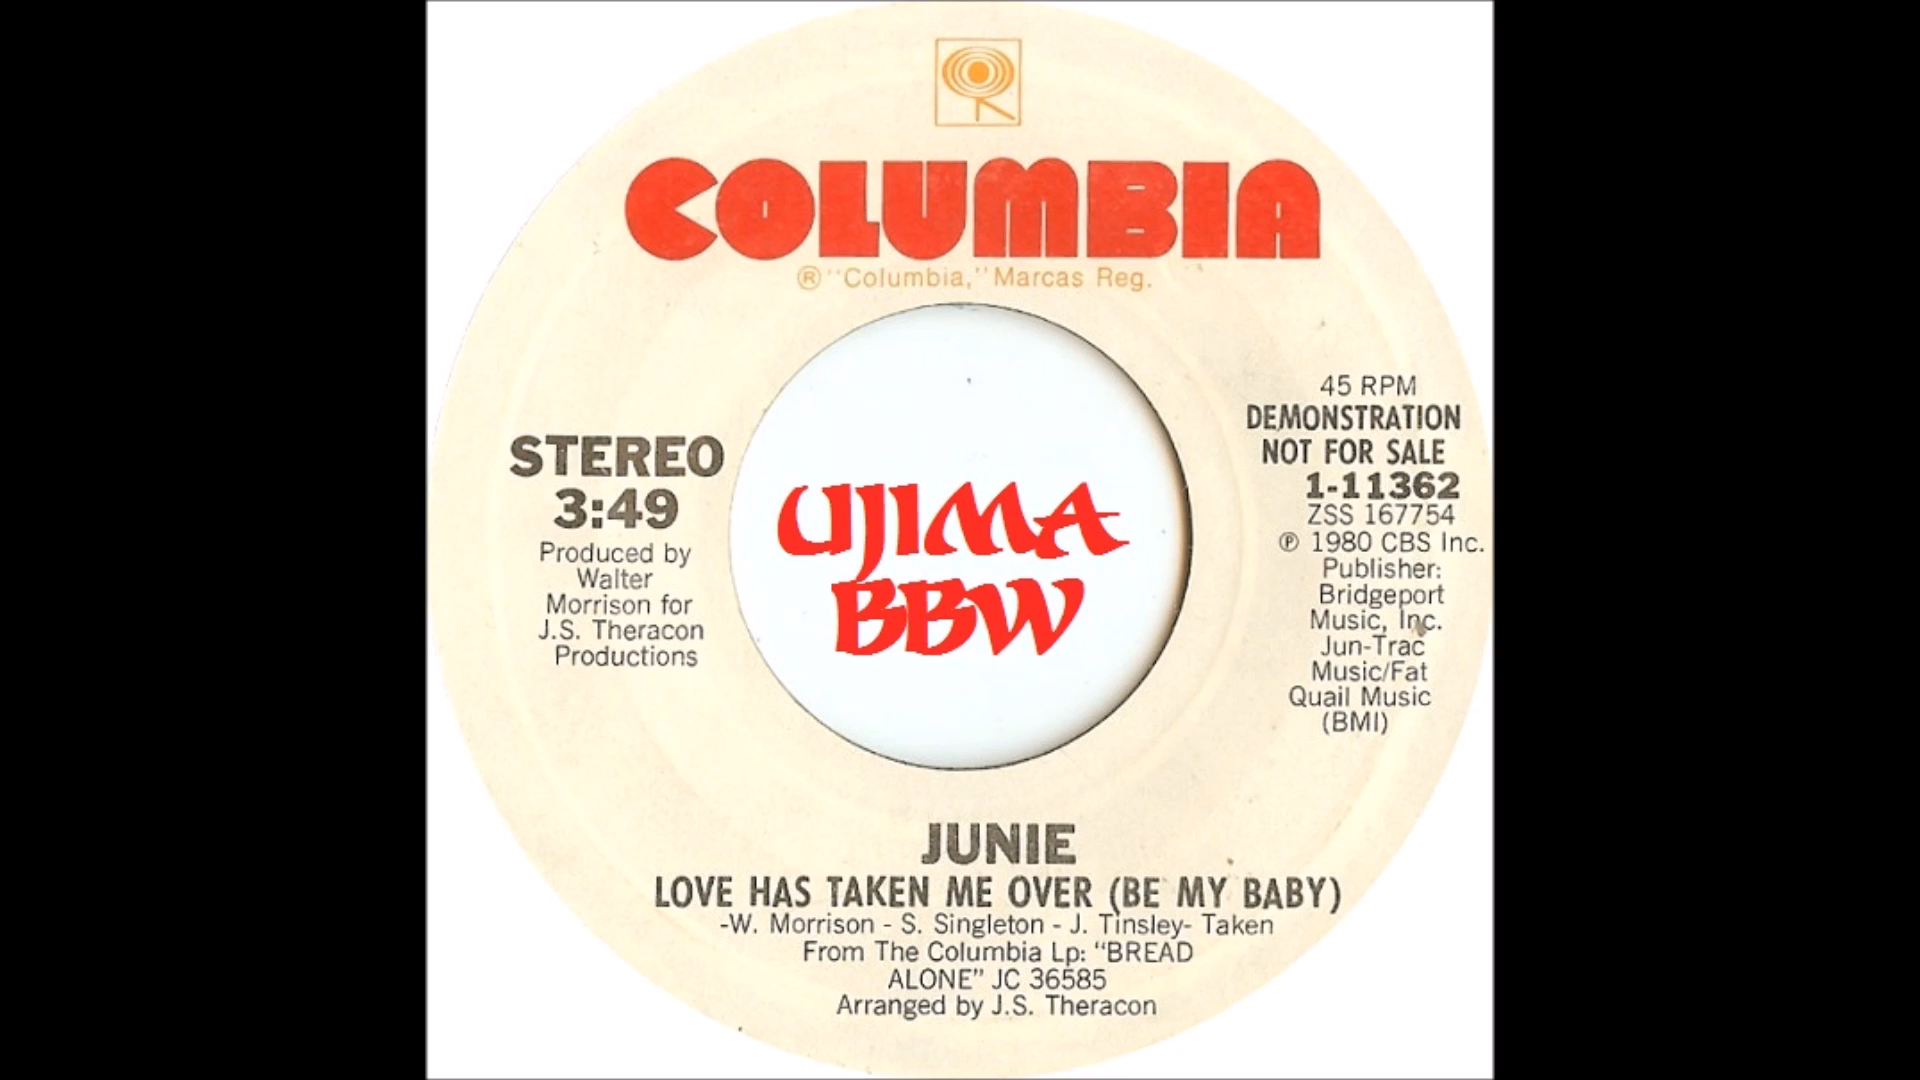 COLUMBIA
® "Columbia," Marcas Reg.
STEREO
3:49
Produced by
Walter
Morrison for
J.S. Theracon
Productions
UJIMA
BBW
45 RPM
DEMONSTRATION
NOT FOR SALE
1-11362
ZSS 167754
℗ 1980 CBS Inc.
Publisher:
Bridgeport
Music, Inc.
Jun-Trac
Music/Fat
Quail Music
(BMI)
JUNIE
LOVE HAS TAKEN ME OVER (BE MY BABY)
-W. Morrison - S. Singleton - J. Tinsley- Taken
From The Columbia Lp: "BREAD
ALONE" JC 36585
Arranged by J.S. Theracon